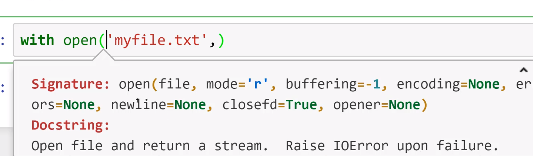 : with open('myfile.txt',)
: Signature: open(file, mode='r', buffering=-1, encoding=None, err
ors=None, newline=None, closefd=True, opener=None)
Docstring:
Open file and return a stream.  Raise IOError upon failure.